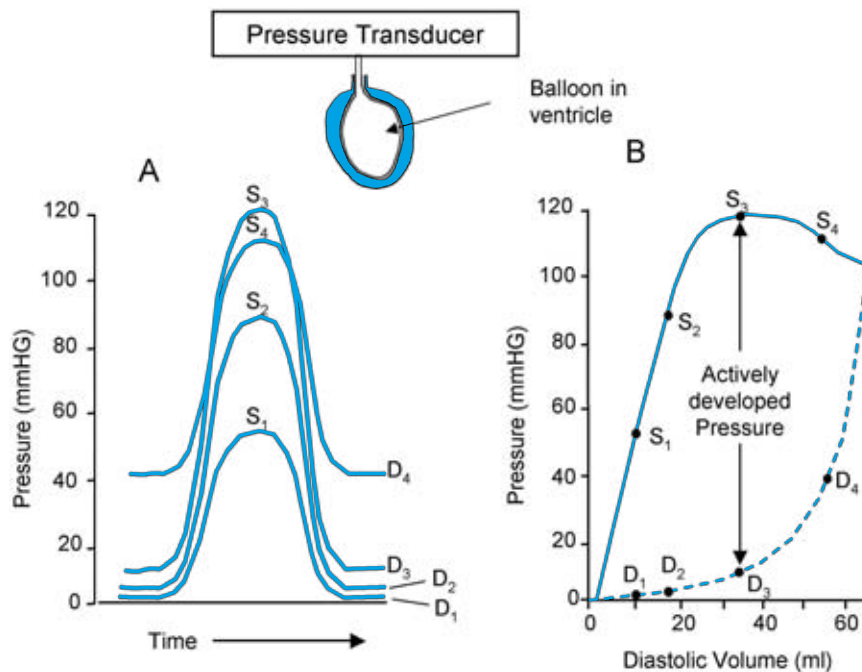 Pressure Transducer
Balloon in
ventricle
A
B
S3
S4
S2
S1
D4
D3
D2
D1
120
100
80
60
40
20
0
Pressure (mmHG)
Time
S3
S4
S2
S1
Actively
developed
Pressure
D4
D1
D2
D3
120
100
80
60
40
120
20
0
Pressure (mmHG)
0
20
40
60
Diastolic Volume (ml)